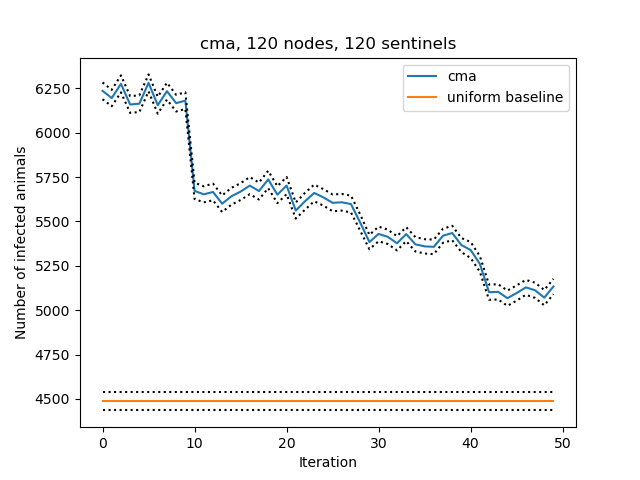 cma, 120 nodes, 120 sentinels
cma
uniform baseline
Number of infected animals
6250
6000
5750
5500
5250
5000
4750
4500
0 10 20 30 40 50
Iteration